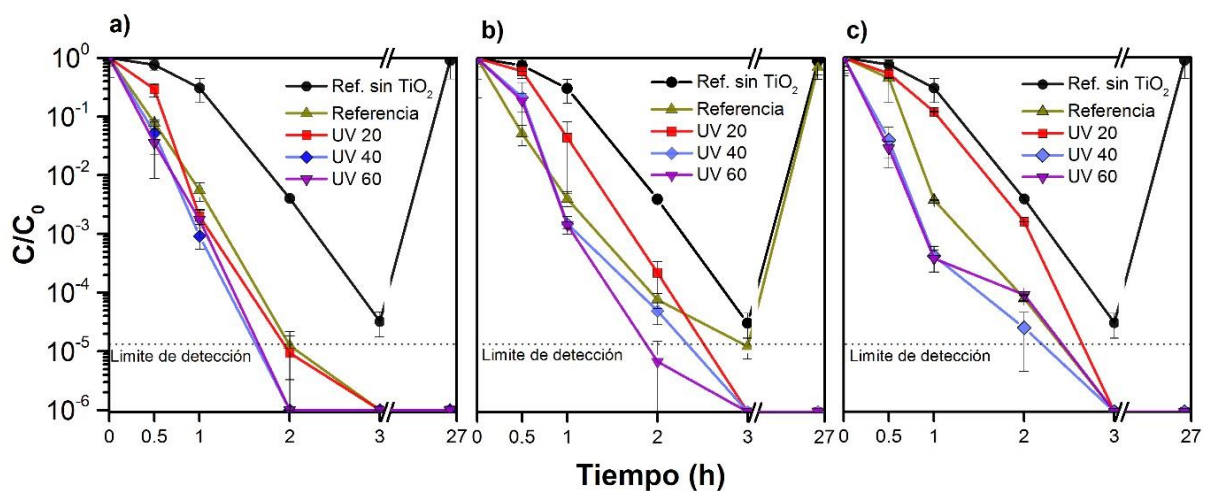 a)
b)
c)
C/C0
10^0
10^-1
10^-2
10^-3
10^-4
10^-5
10^-6
Ref. sin TiO2
Referencia
UV 20
UV 40
UV 60
Limite de detección
0 0.5 1 2 3 27
Ref. sin TiO2
Referencia
UV 20
UV 40
UV 60
Limite de detección
0 0.5 1 2 3 27
Ref. sin TiO2
Referencia
UV 20
UV 40
UV 60
Limite de detección
0 0.5 1 2 3 27
Tiempo (h)